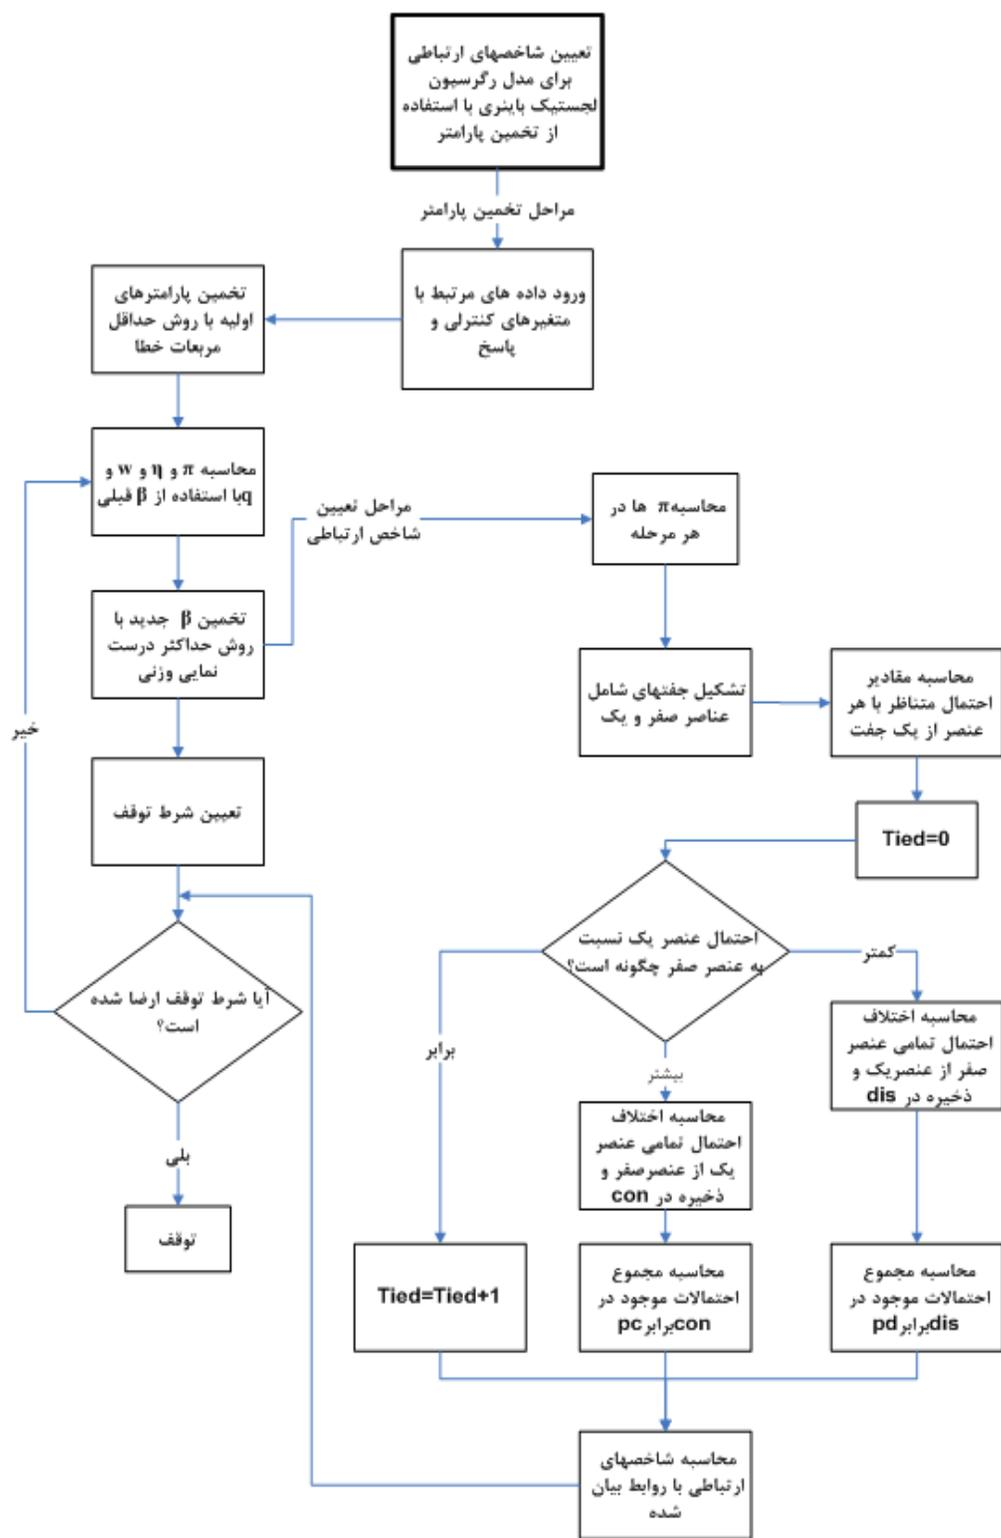 تعیین شاخصهای ارتباطی
برای مدل رگرسیون
لجستیک باینری با استفاده
از تخمین پارامتر
مراحل تخمین پارامتر
ورود داده های مرتبط با
متغیرهای کنترلی و
پاسخ
تخمین پارامترهای
اولیه با روش حداقل
مربعات خطا
محاسبه π و η و w و
qبا استفاده از β قبلی
مراحل تعیین
شاخص ارتباطی
محاسبهπ ها در
هر مرحله
تخمین β جدید با
روش حداکثر درست
نمایی وزنی
تشکیل جفتهای شامل
عناصر صفر و یک
محاسبه مقادیر
احتمال متناظر با هر
عنصر از یک جفت
خیر
تعیین شرط توقف
Tied=0
احتمال عنصر یک نسبت
به عنصر صفر چگونه است؟
کمتر
آیا شرط توقف ارضا شده
است؟
برابر
بیشتر
محاسبه اختلاف
احتمال تمامی عنصر
صفر از عنصریک و
ذخیره در dis
محاسبه اختلاف
احتمال تمامی عنصر
یک از عنصرصفر و
ذخیره در con
بلی
توقف
Tied=Tied+1
محاسبه مجموع
احتمالات موجود در
conبرابرpc
محاسبه مجموع
احتمالات موجود در
disبرابرpd
محاسبه شاخصهای
ارتباطی با روابط بیان
شده